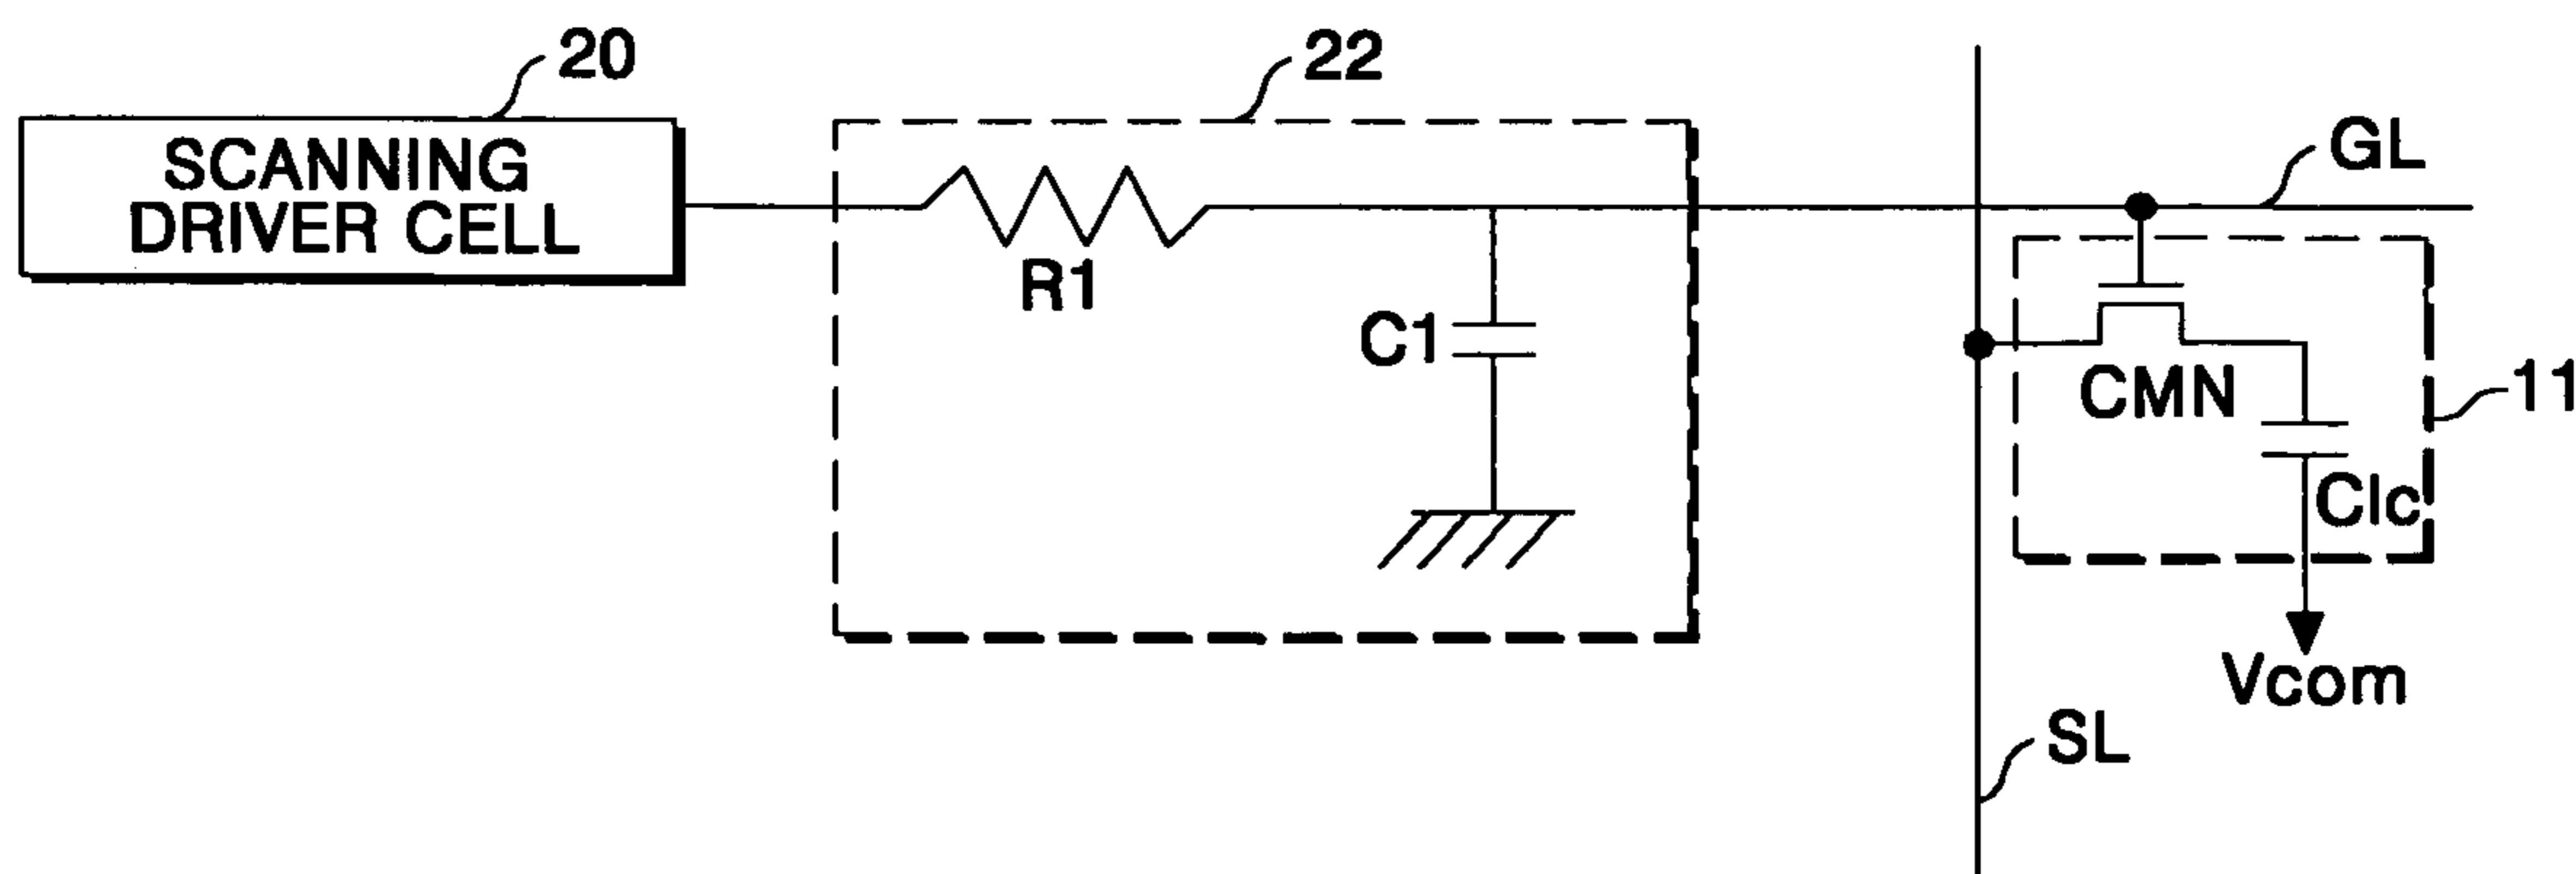 20
22
SCANNING
DRIVER CELL
GL
R1
C1
CMN
11
Clc
Vcom
SL